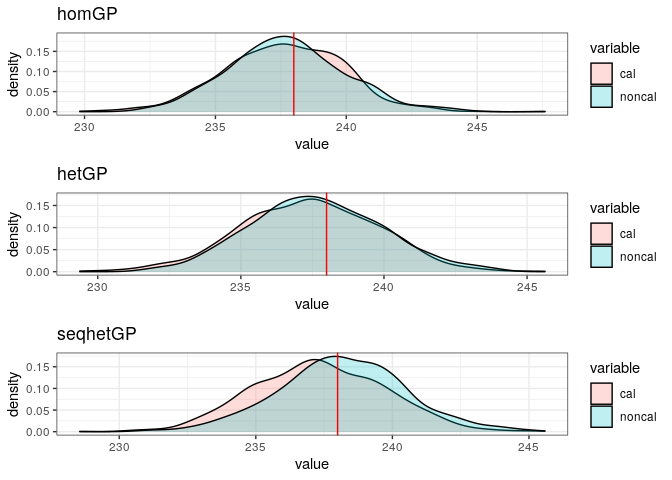 homGP
density
0.15
0.10
0.05
0.00
230
235
240
245
value
variable
cal
noncal
hetGP
density
0.15
0.10
0.05
0.00
230
235
240
245
value
variable
cal
noncal
seqhetGP
density
0.15
0.10
0.05
0.00
230
235
240
245
value
variable
cal
noncal